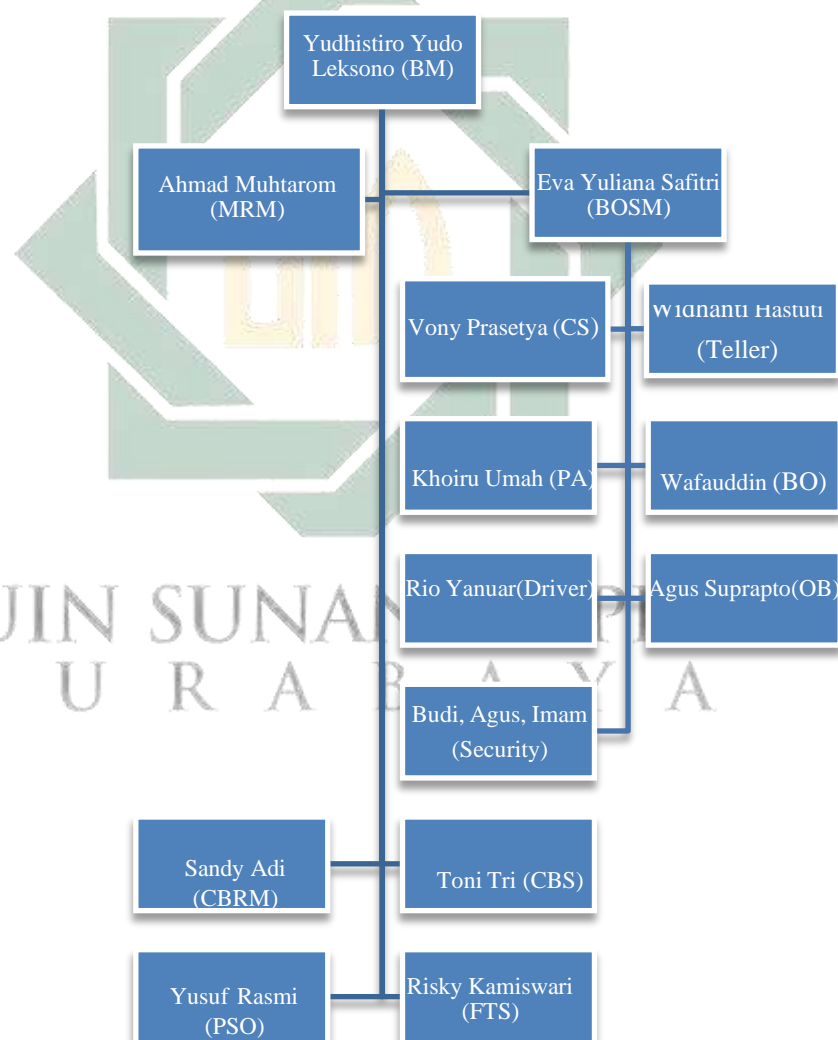 Yudhistiro Yudo
Leksono (BM)
Ahmad Muhtarom
(MRM)
Eva Yuliana Safitri
(BOSM)
Vony Prasetya (CS)
Widhanti Hastuti
(Teller)
Khoiru Umah (PA)
Wafauddin (BO)
Rio Yanuar(Driver)
Agus Suprapto(OB)
UIN SUNAN
URABAYA
Budi, Agus, Imam
(Security)
Sandy Adi
(CBRM)
Toni Tri (CBS)
Yusuf Rasmi
(PSO)
Risky Kamiswari
(FTS)